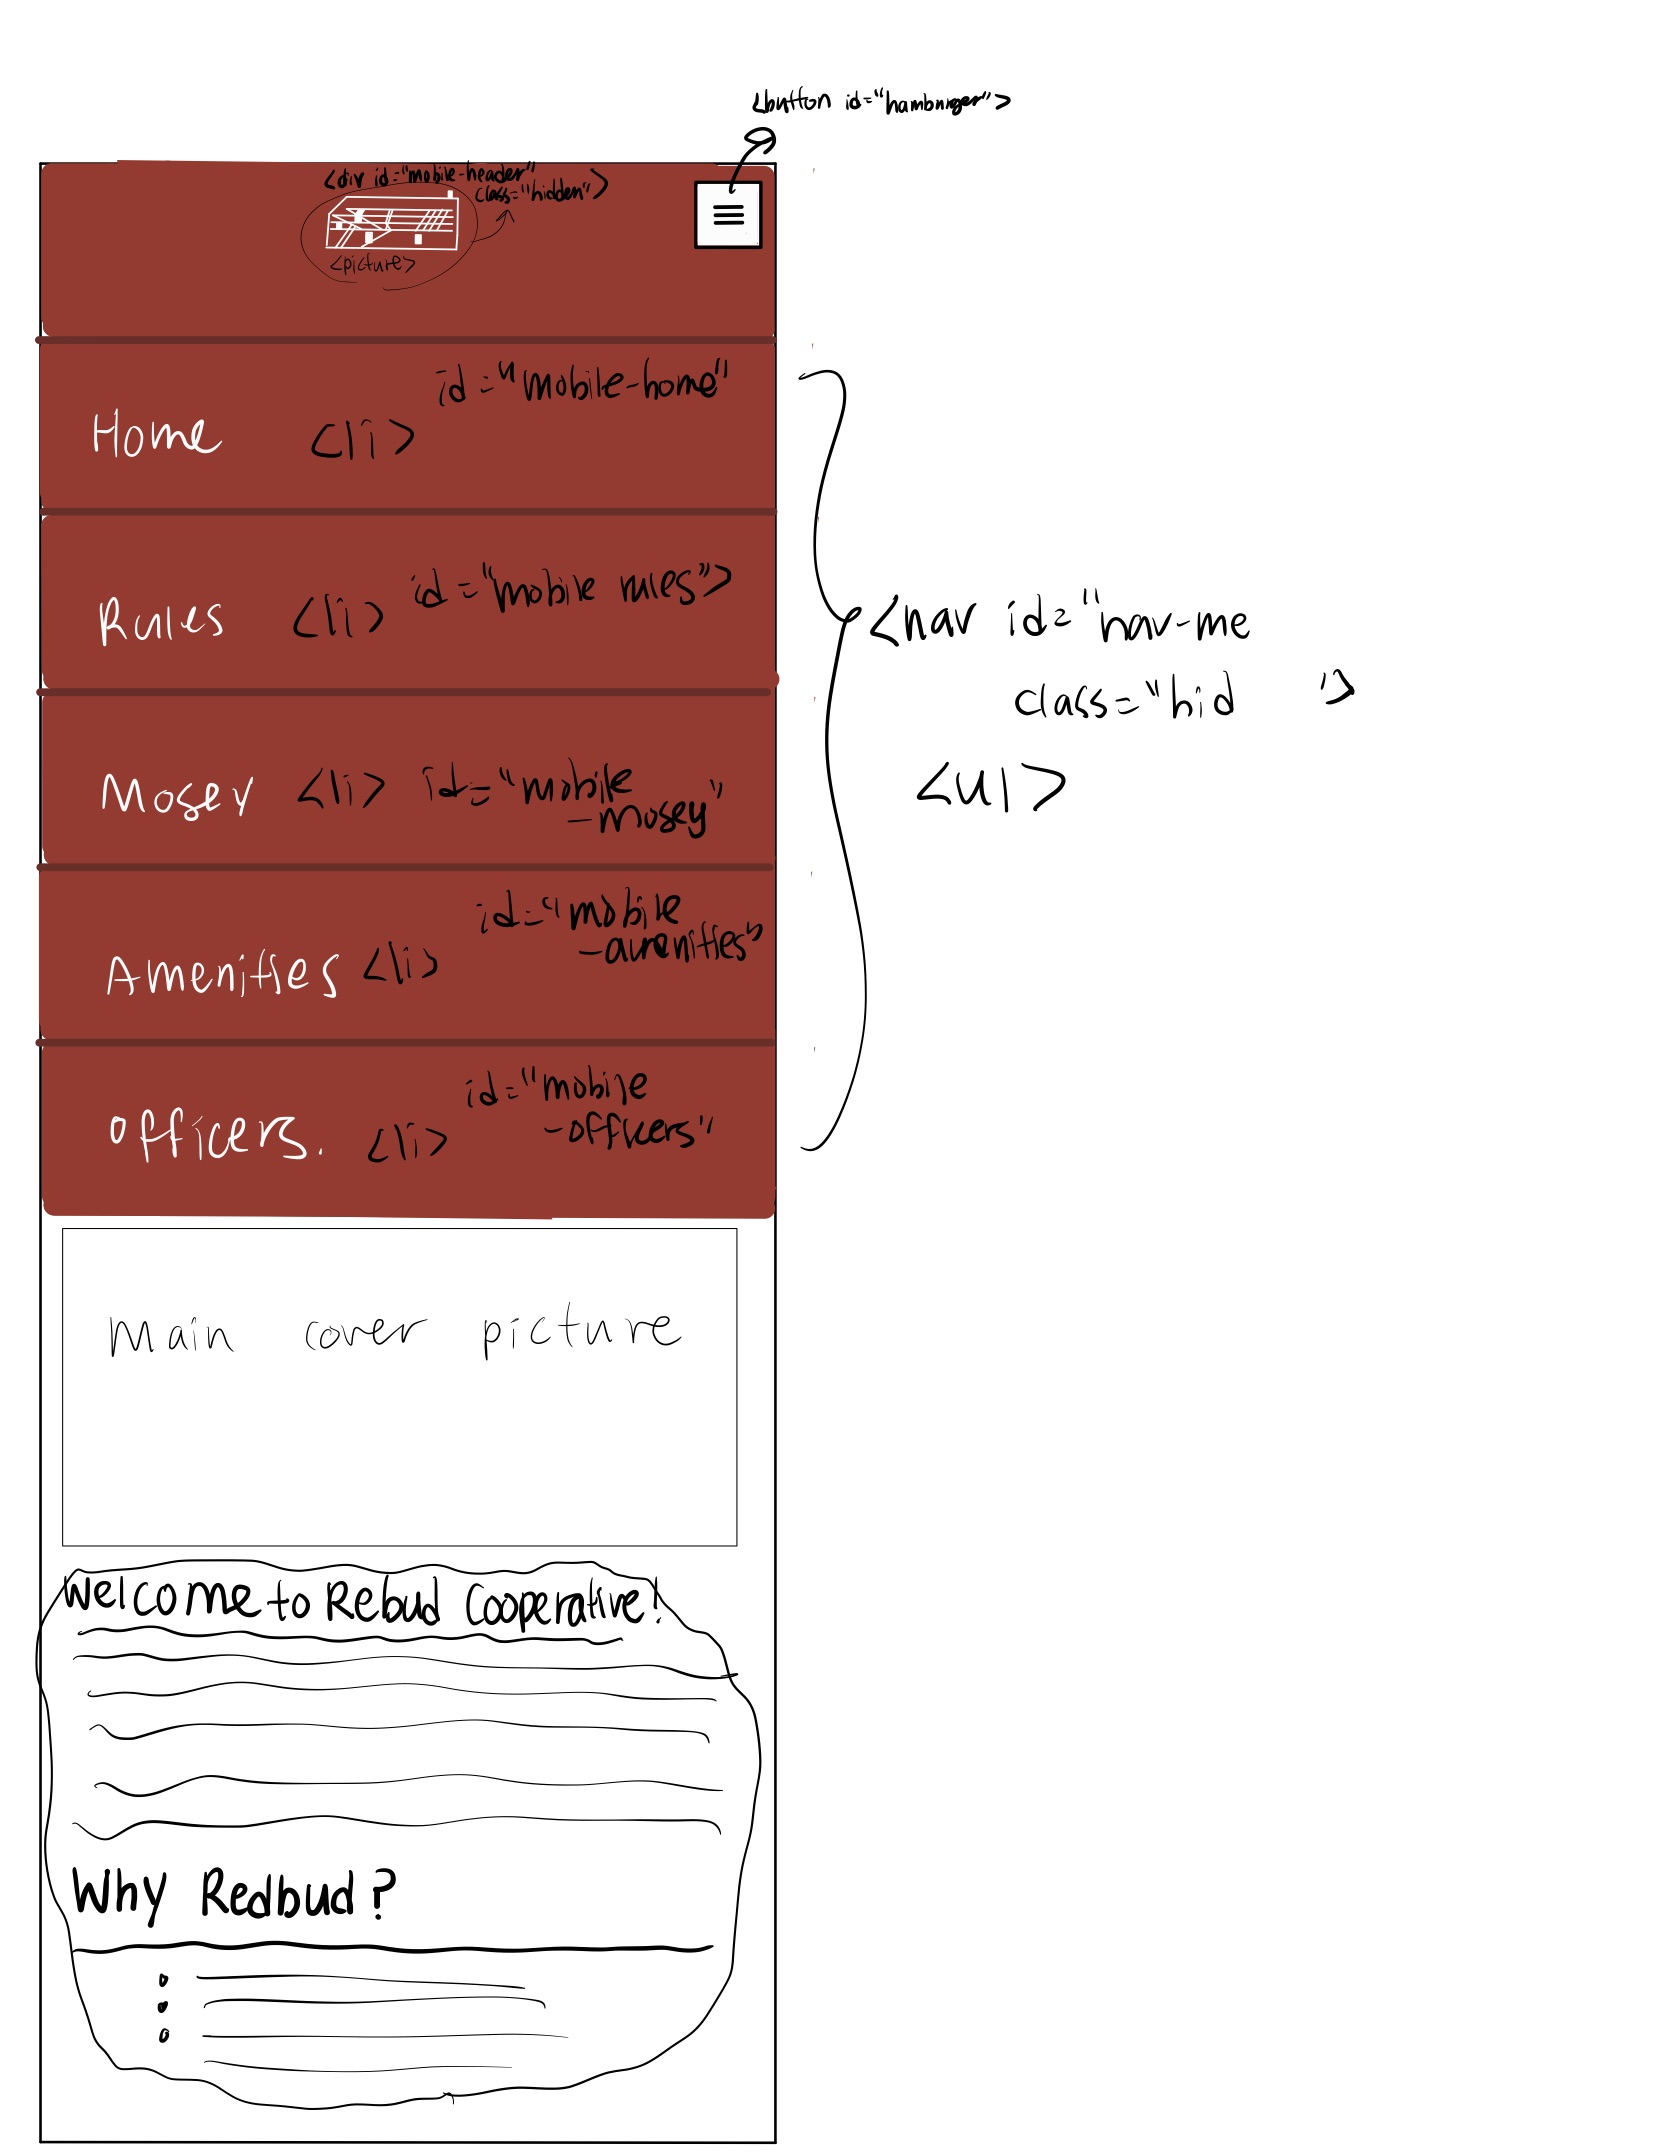 <button id="hamburger">
<div id="mobile-header"
class="hidden">
<picture>
id="mobile-home"
Home <li>
Rules <li> id="mobile rules">
Mosey <li> id="mobile
-mosey"
id="mobile
-amenities"
Amenities <li>
id="mobile
-officers"
Officers. <li>
<nav id="nav-me
class="hid ">
<ul>
main cover picture
Welcome to Rebud Cooperative!
Why Redbud?